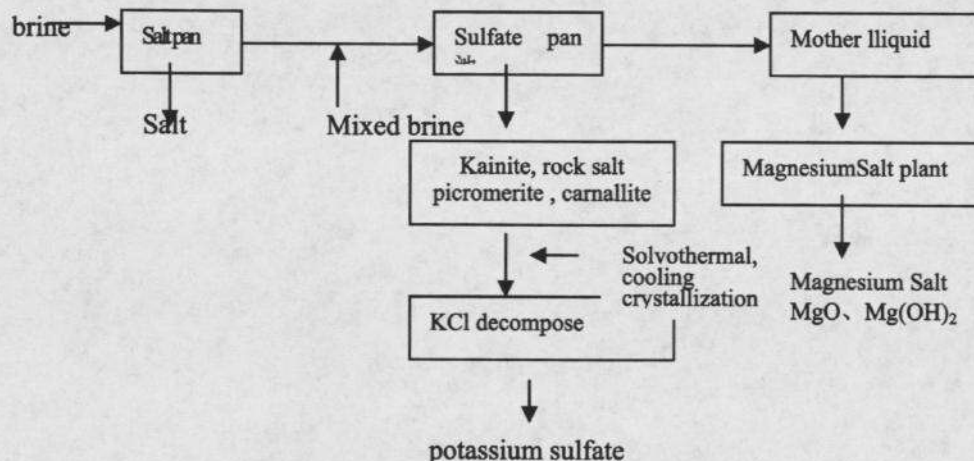 brine
Saltpan
Sulfate pan
Mother lliquid
Salt
Mixed brine
Kainite, rock salt
picromerite , carnallite
MagnesiumSalt plant
Solvothermal,
cooling
crystallization
Magnesium Salt
MgO、Mg(OH)₂
KCl decompose
potassium sulfate